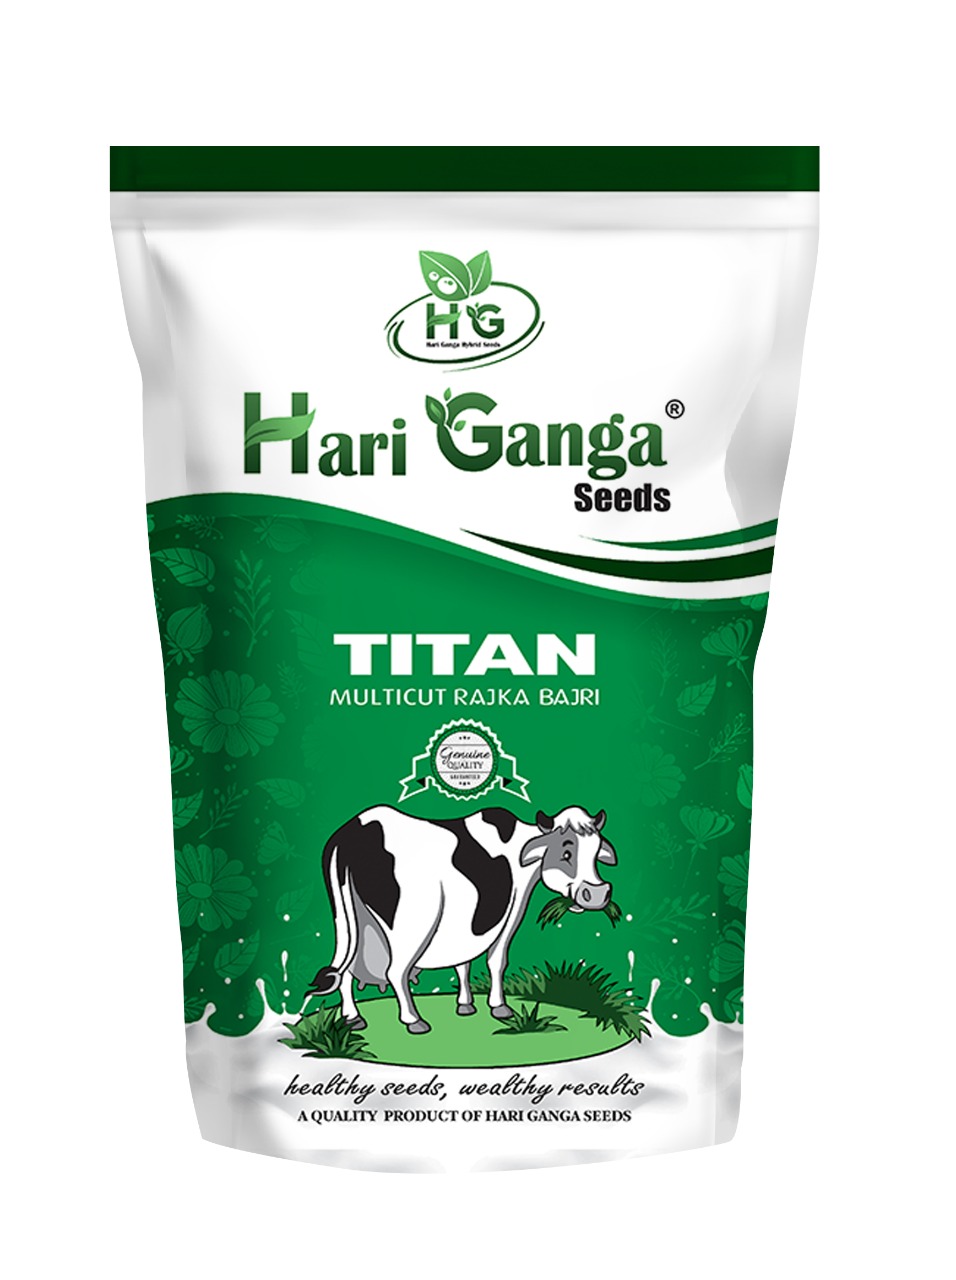 HG
Hari Ganga Hybrid Seeds
Hari Ganga®
Seeds
TITAN
MULTICUT RAJKA BAJRI
Genuine
QUALITY
GUARANTEED
healthy seeds, wealthy results
A QUALITY PRODUCT OF HARI GANGA SEEDS